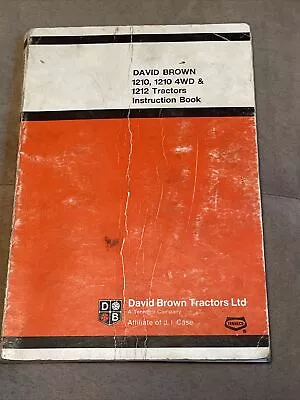 DAVID BROWN
1210, 1210 4WD &
1212 Tractors
Instruction Book
D B
David Brown Tractors Ltd
A Tenneco Company
Affiliate of J. I. Case
TENNECO